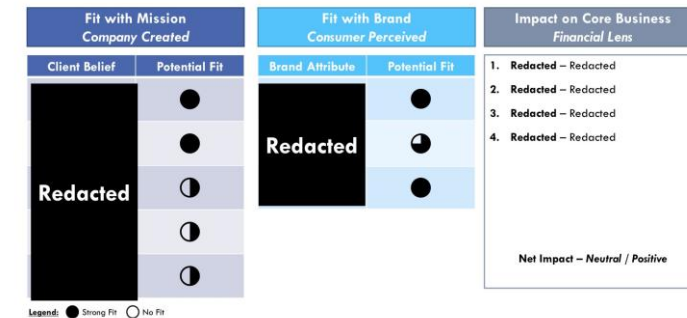 Fit with Mission
Company Created
Client Belief
Potential Fit
Redacted
Legend: Strong Fit No Fit
Fit with Brand
Consumer Perceived
Brand Attribute
Potential Fit
Redacted
Impact on Core Business
Financial Lens
1. Redacted – Redacted
2. Redacted – Redacted
3. Redacted – Redacted
4. Redacted – Redacted
Net Impact – Neutral / Positive